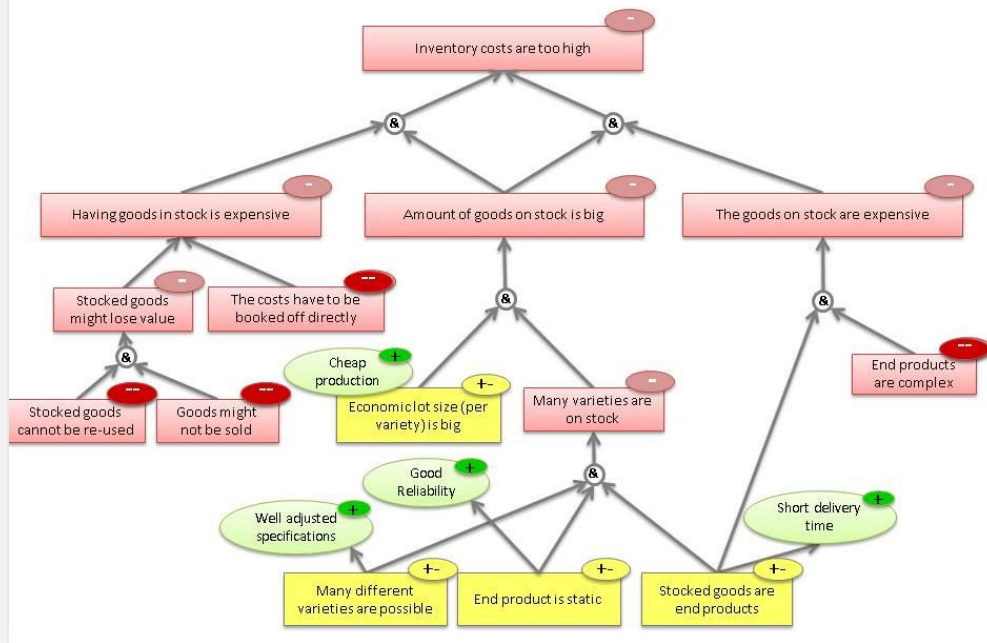 -
Inventory costs are too high
&
&
-
Having goods in stock is expensive
-
Amount of goods on stock is big
-
The goods on stock are expensive
-
Stocked goods
might lose value
--
The costs have to be
booked off directly
&
&
&
--
Stocked goods
cannot be re-used
--
Goods might
not be sold
+
Cheap
production
+-
Economic lot size (per
variety) is big
-
Many varieties are
on stock
--
End products
are complex
&
+
Good
Reliability
+
Well adjusted
specifications
+
Short delivery
time
+-
Many different
varieties are possible
+-
End product is static
+-
Stocked goods are
end products